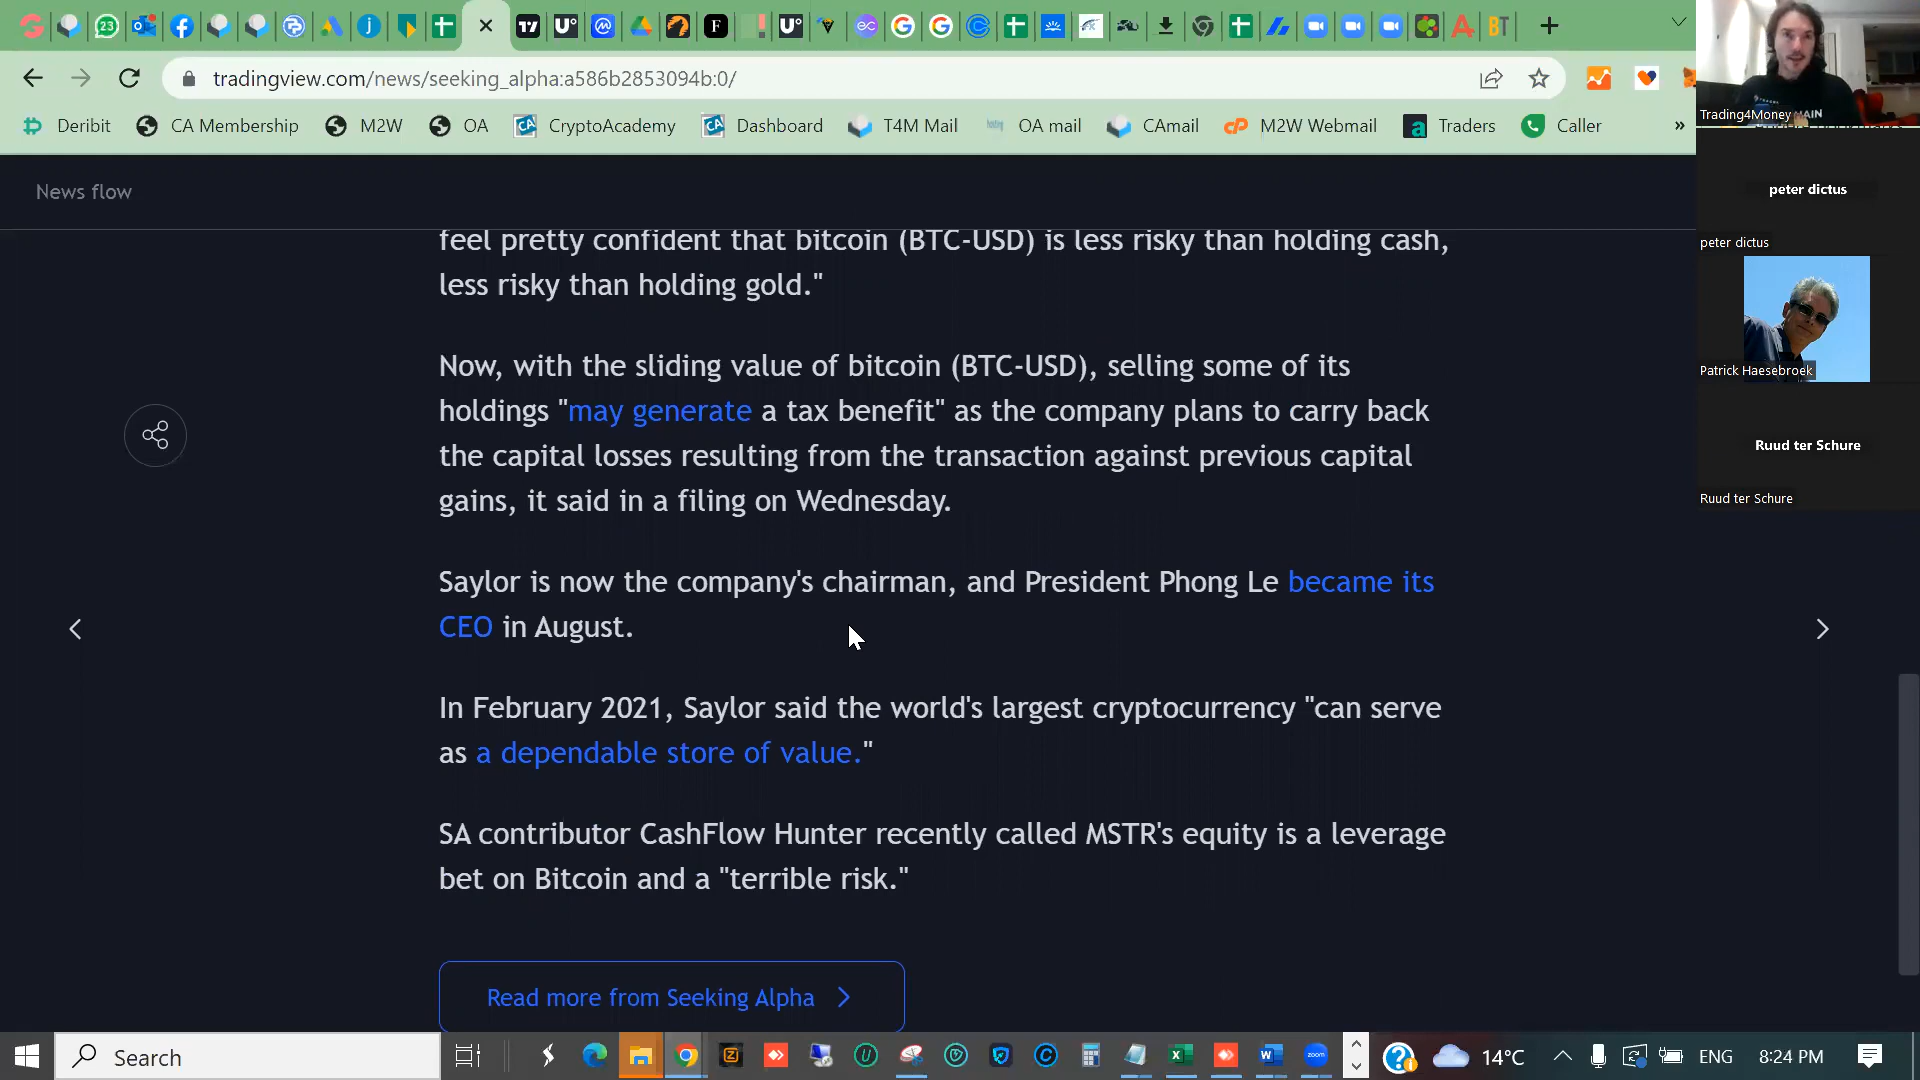 23
tradingview.com/news/seeking_alpha:a586b2853094b:0/
Deribit CA Membership M2W OA CryptoAcademy Dashboard T4M Mail OA mail CAmail M2W Webmail Traders Caller »
News flow
feel pretty confident that bitcoin (BTC-USD) is less risky than holding cash,
less risky than holding gold."
Now, with the sliding value of bitcoin (BTC-USD), selling some of its
holdings "may generate a tax benefit" as the company plans to carry back
the capital losses resulting from the transaction against previous capital
gains, it said in a filing on Wednesday.
Saylor is now the company's chairman, and President Phong Le became its
CEO in August.
In February 2021, Saylor said the world's largest cryptocurrency "can serve
as a dependable store of value."
SA contributor CashFlow Hunter recently called MSTR's equity is a leverage
bet on Bitcoin and a "terrible risk."
Read more from Seeking Alpha
Trading4Money
peter dictus
peter dictus
Patrick Haesebroek
Ruud ter Schure
Ruud ter Schure
Search
14°C ENG 8:24 PM